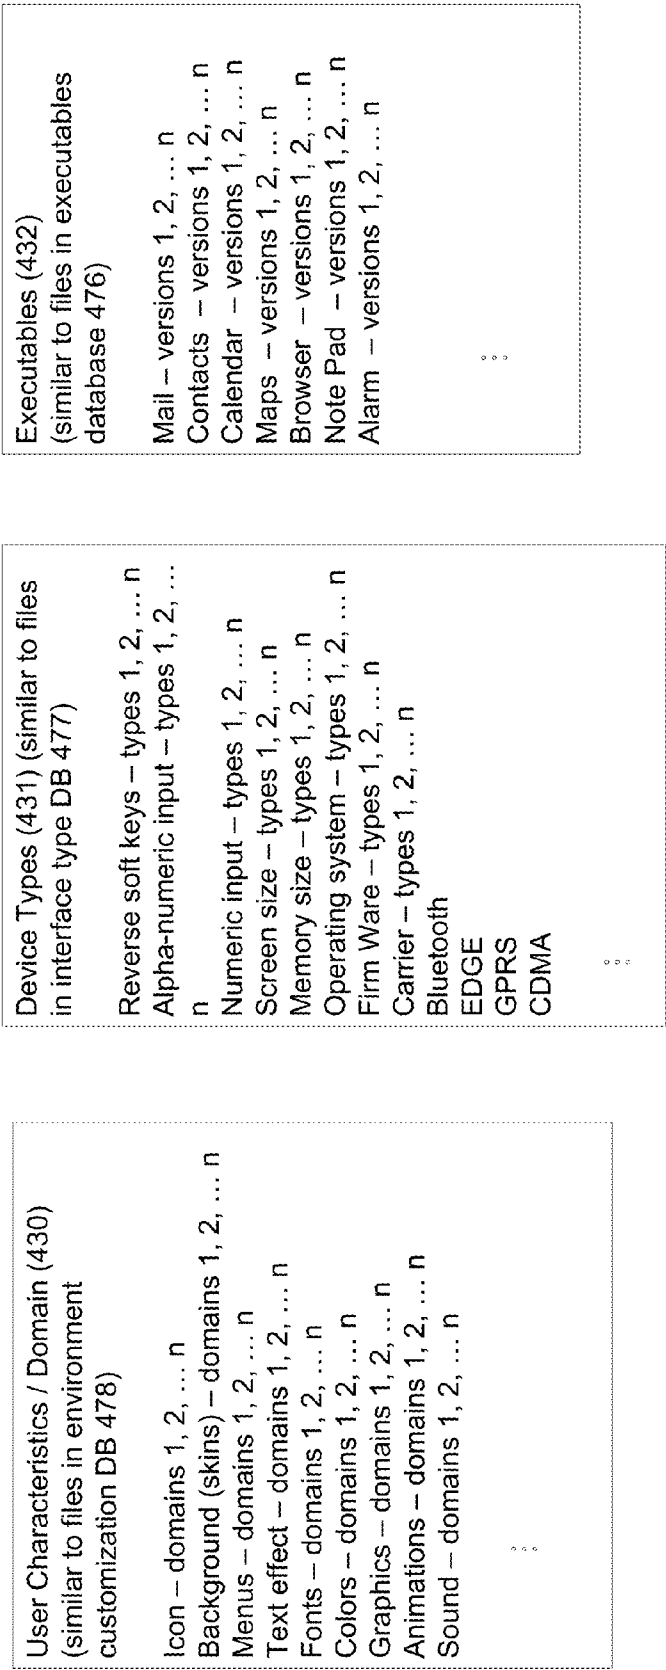 User Characteristics / Domain (430)
(similar to files in environment
customization DB 478)
Icon – domains 1, 2, … n
Background (skins) – domains 1, 2, … n
Menus – domains 1, 2, … n
Text effect – domains 1, 2, … n
Fonts – domains 1, 2, … n
Colors – domains 1, 2, … n
Graphics – domains 1, 2, … n
Animations – domains 1, 2, … n
Sound – domains 1, 2, … n
Device Types (431) (similar to files
in interface type DB 477)
Reverse soft keys – types 1, 2, … n
Alpha-numeric input – types 1, 2, …
n
Numeric input – types 1, 2, … n
Screen size – types 1, 2, … n
Memory size – types 1, 2, … n
Operating system – types 1, 2, … n
Firm Ware – types 1, 2, … n
Carrier – types 1, 2, … n
Bluetooth
EDGE
GPRS
CDMA
Executables (432)
(similar to files in executables
database 476)
Mail – versions 1, 2, … n
Contacts – versions 1, 2, … n
Calendar – versions 1, 2, … n
Maps – versions 1, 2, … n
Browser – versions 1, 2, … n
Note Pad – versions 1, 2, … n
Alarm – versions 1, 2, … n